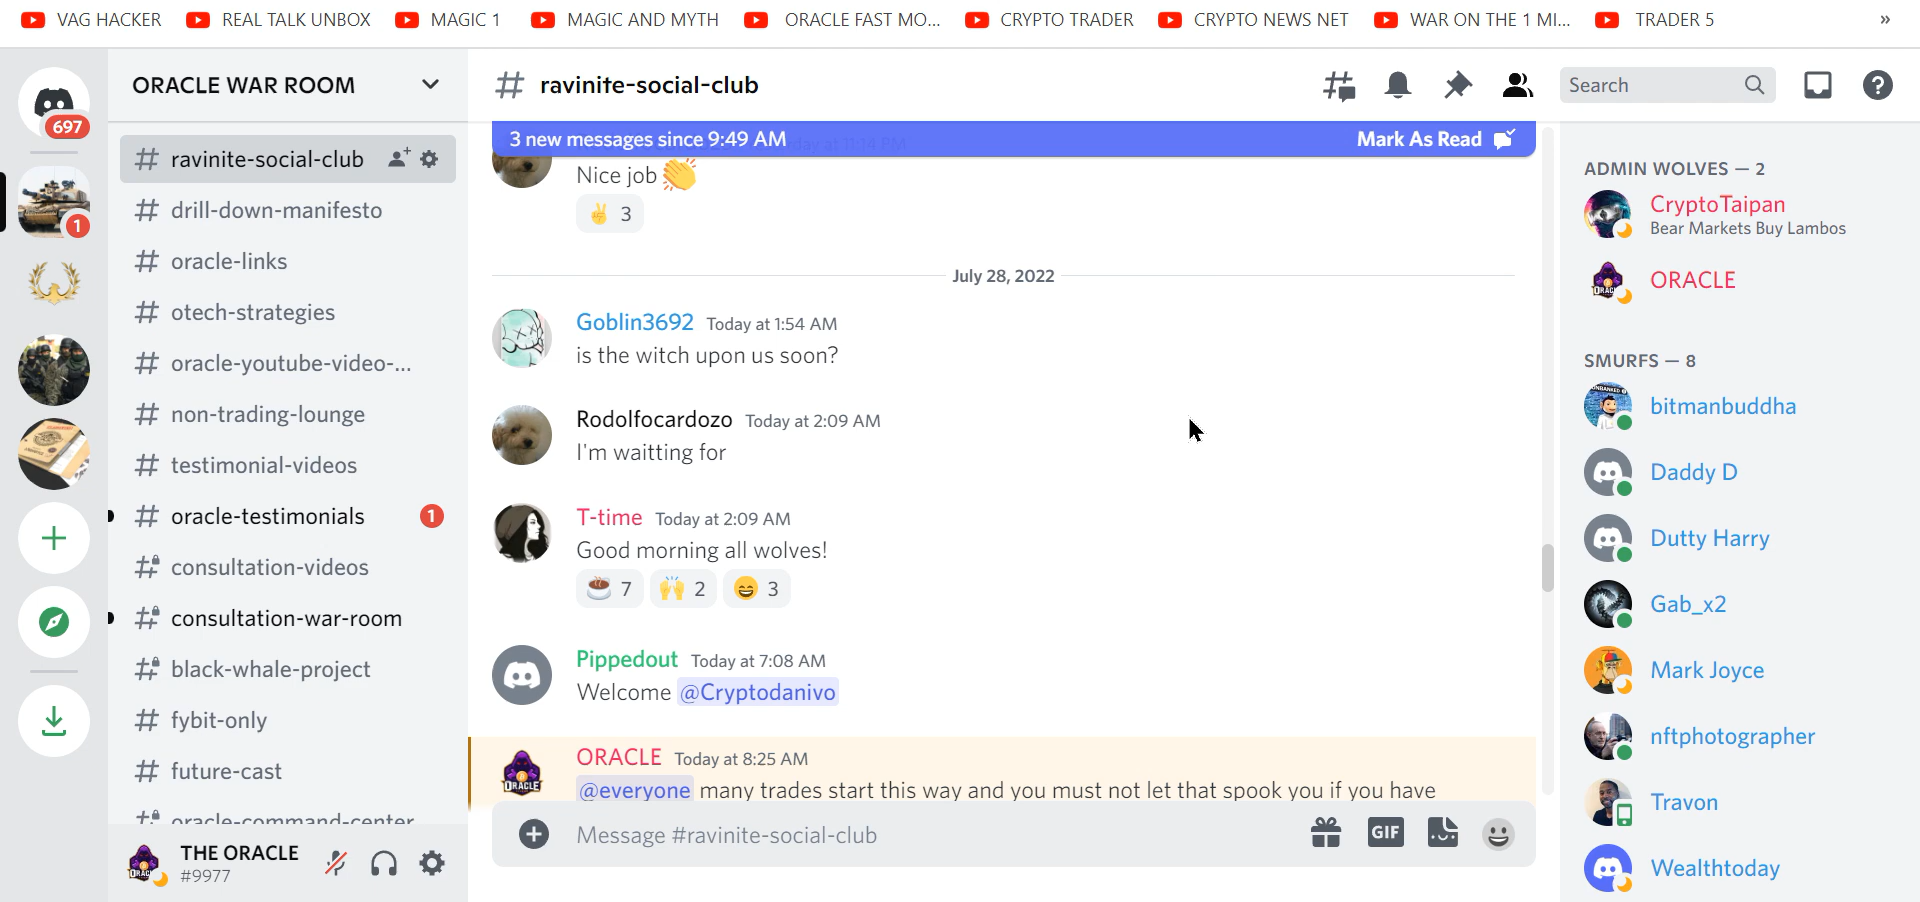 VAG HACKER
REAL TALK UNBOX
MAGIC 1
MAGIC AND MYTH
ORACLE FAST MO...
CRYPTO TRADER
CRYPTO NEWS NET
WAR ON THE 1 MI...
TRADER 5
»
697
1
ORACLE WAR ROOM
# ravinite-social-club
# drill-down-manifesto
# oracle-links
# otech-strategies
# oracle-youtube-video-...
# non-trading-lounge
# testimonial-videos
# oracle-testimonials 1
# consultation-videos
# consultation-war-room
# black-whale-project
# fybit-only
# future-cast
# oracle-command-center
THE ORACLE
#9977
# ravinite-social-club
Search
3 new messages since 9:49 AM Mark As Read
Nice job 👏
✌ 3
July 28, 2022
Goblin3692 Today at 1:54 AM
is the witch upon us soon?
Rodolfocardozo Today at 2:09 AM
I'm waitting for
T-time Today at 2:09 AM
Good morning all wolves!
☕ 7 🙌 2 😄 3
Pippedout Today at 7:08 AM
Welcome @Cryptodanivo
ORACLE Today at 8:25 AM
@everyone many trades start this way and you must not let that spook you if you have
Message #ravinite-social-club
GIF
ADMIN WOLVES — 2
CryptoTaipan
Bear Markets Buy Lambos
ORACLE
SMURFS — 8
bitmanbuddha
Daddy D
Dutty Harry
Gab_x2
Mark Joyce
nftphotographer
Travon
Wealthtoday